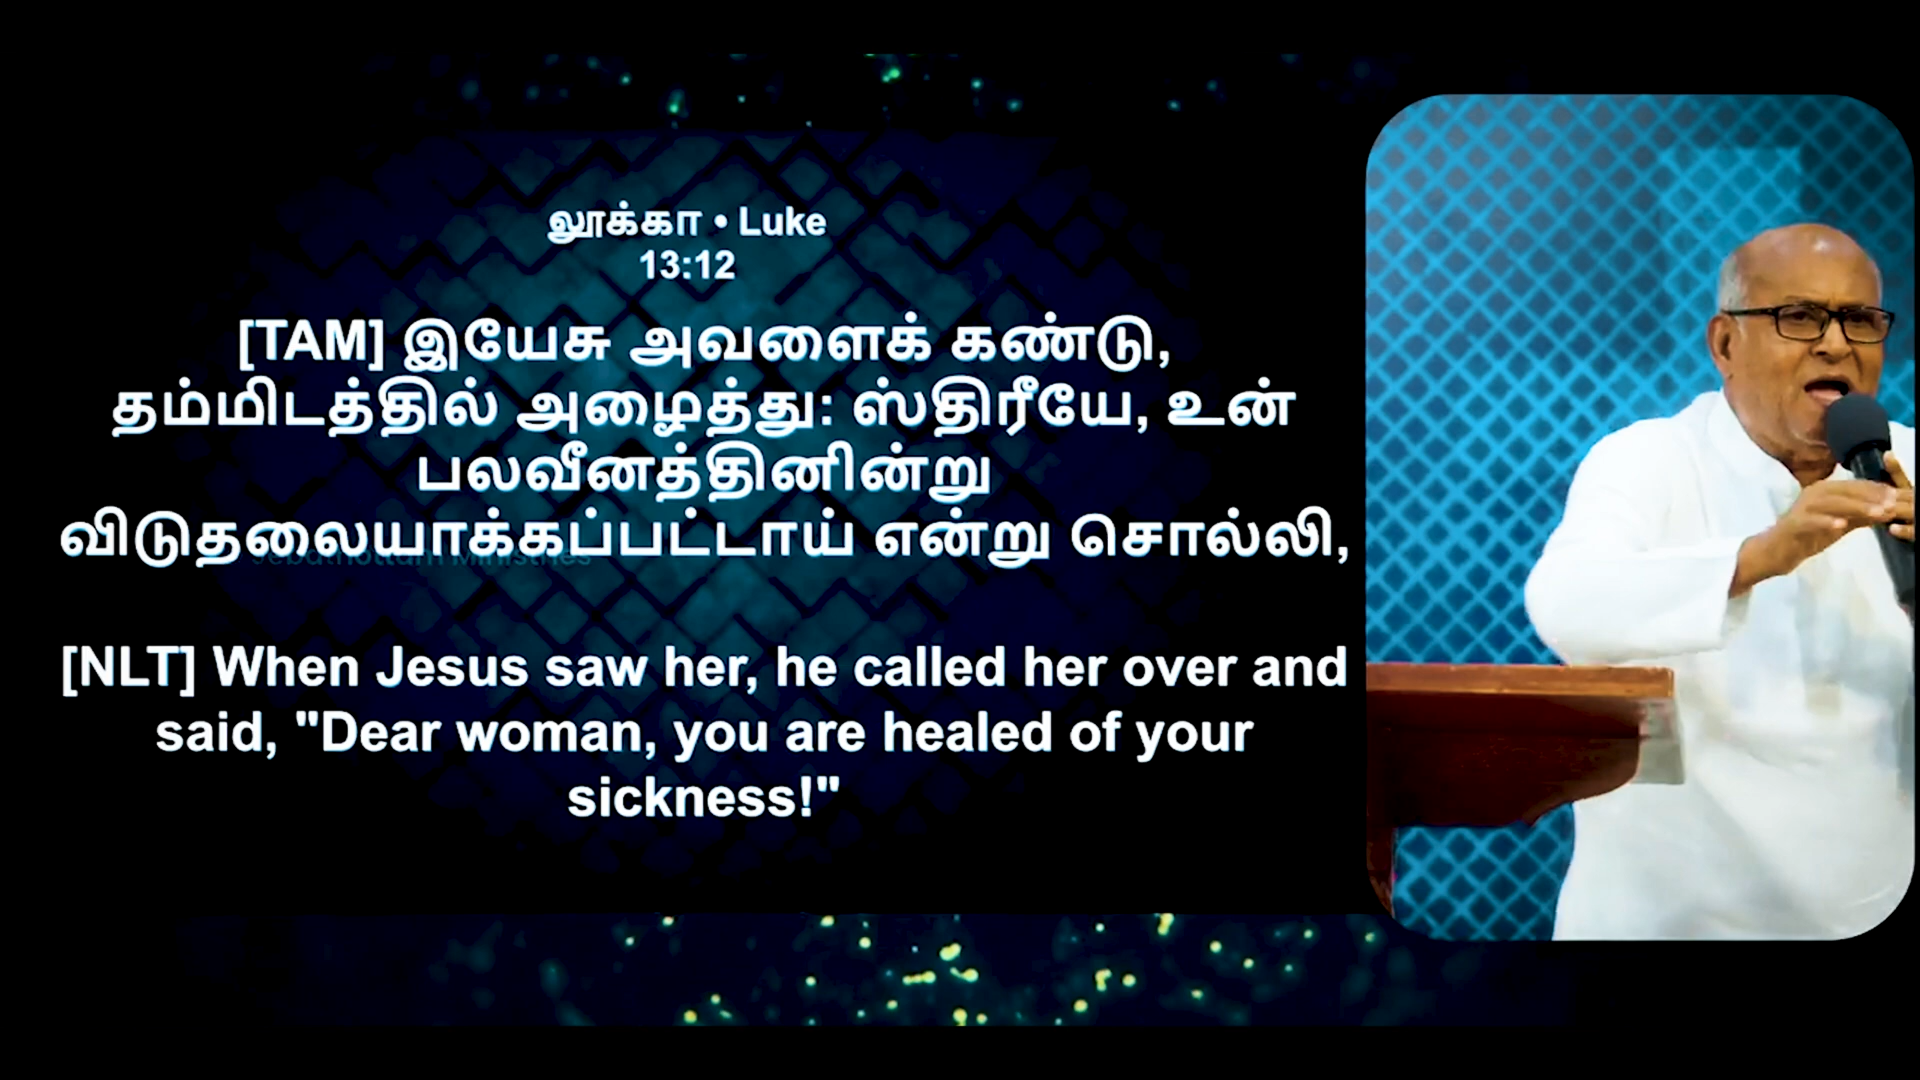 லூக்கா • Luke
13:12
[TAM] இயேசு அவளைக் கண்டு,
தம்மிடத்தில் அழைத்து: ஸ்திரீயே, உன்
பலவீனத்தினின்று
விடுதலையாக்கப்பட்டாய் என்று சொல்லி,
Ministries
[NLT] When Jesus saw her, he called her over and
said, "Dear woman, you are healed of your
sickness!"